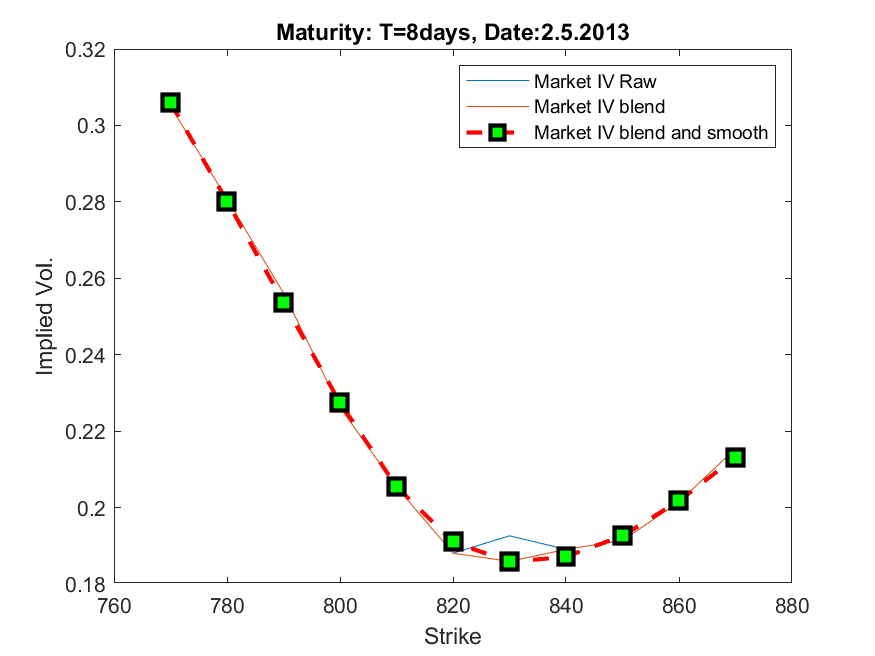 Maturity: T=8days, Date:2.5.2013
0.32
0.3
0.28
0.26
0.24
0.22
0.2
0.18
Implied Vol.
Market IV Raw
Market IV blend
Market IV blend and smooth
760 780 800 820 840 860 880
Strike